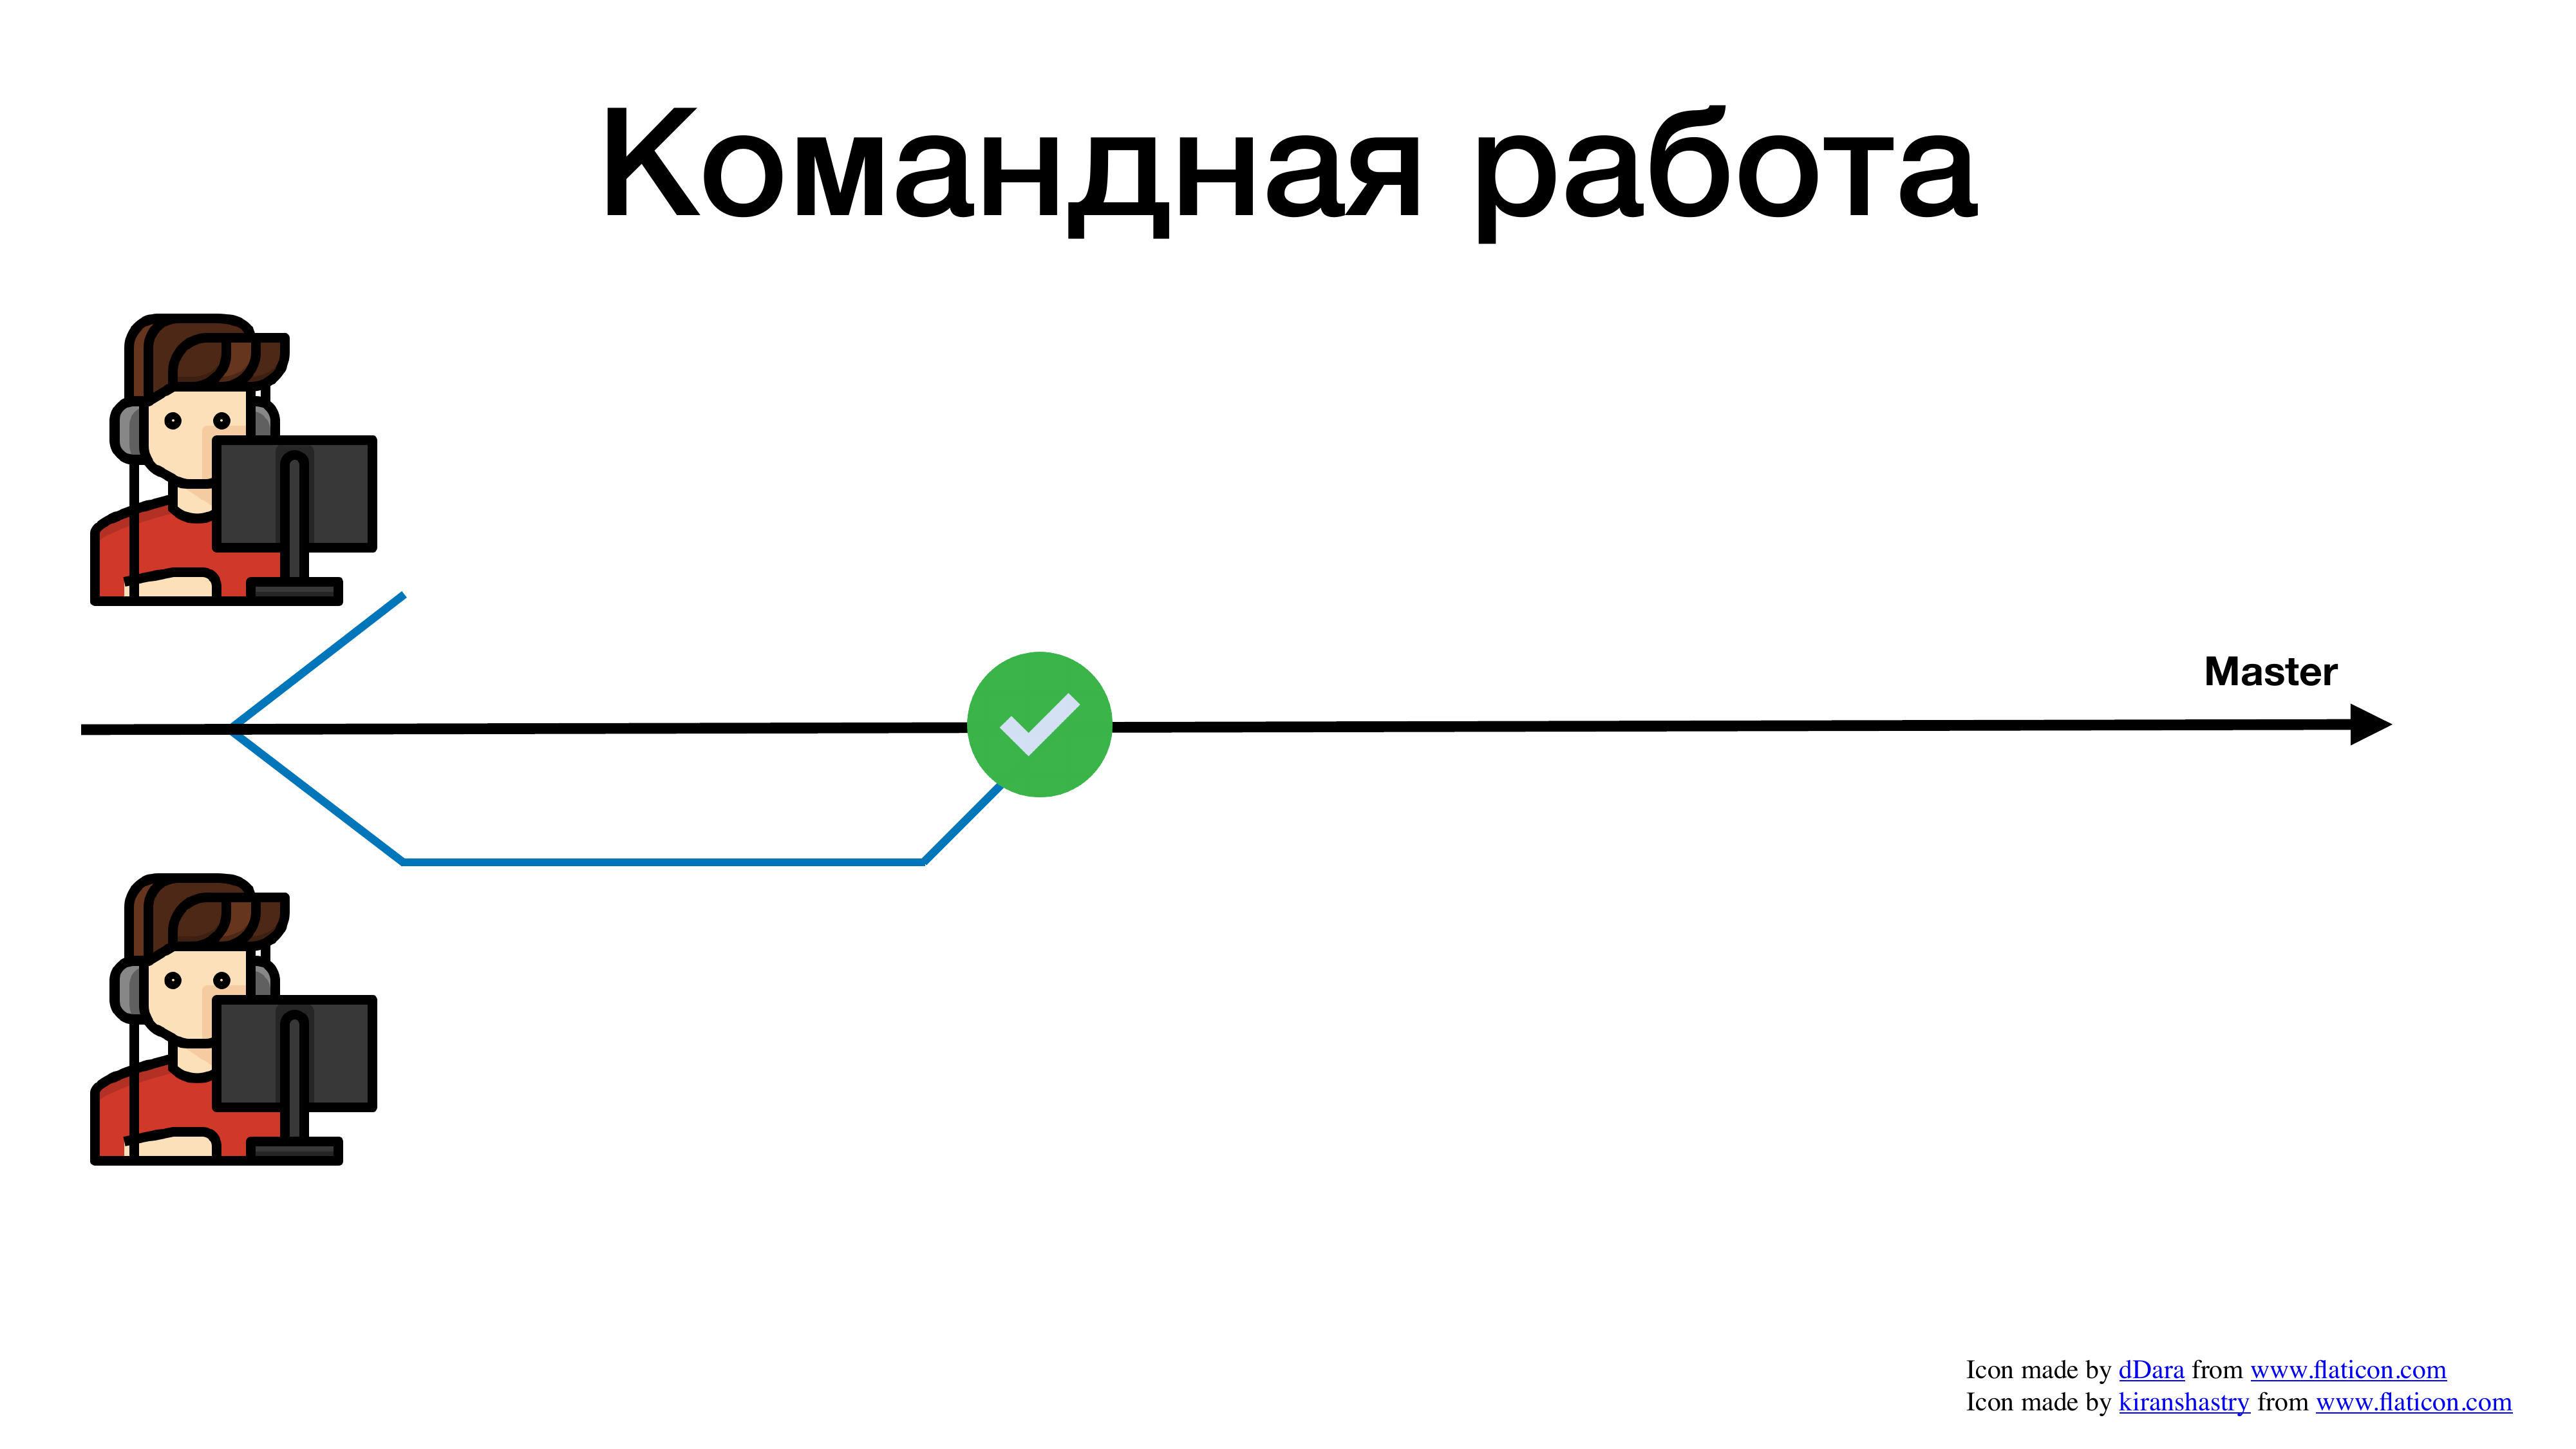 Командная работа
Master
Icon made by dDara from www.flaticon.com
Icon made by kiranshastry from www.flaticon.com